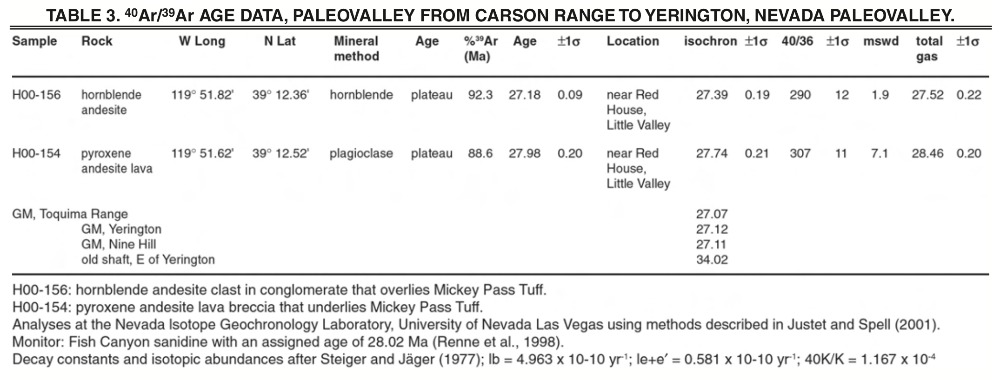 TABLE 3. ⁴⁰Ar/³⁹Ar AGE DATA, PALEOVALLEY FROM CARSON RANGE TO YERINGTON, NEVADA PALEOVALLEY.
Sample Rock W Long N Lat Mineral Age %³⁹Ar Age ±1σ Location isochron ±1σ 40/36 ±1σ mswd total ±1σ
method (Ma) gas
H00-156 hornblende 119° 51.82' 39° 12.36' hornblende plateau 92.3 27.18 0.09 near Red 27.39 0.19 290 12 1.9 27.52 0.22
andesite House,
Little Valley
H00-154 pyroxene 119° 51.62' 39° 12.52' plagioclase plateau 88.6 27.98 0.20 near Red 27.74 0.21 307 11 7.1 28.46 0.20
andesite lava House,
Little Valley
GM, Toquima Range 27.07
GM, Yerington 27.12
GM, Nine Hill 27.11
old shaft, E of Yerington 34.02
H00-156: hornblende andesite clast in conglomerate that overlies Mickey Pass Tuff.
H00-154: pyroxene andesite lava breccia that underlies Mickey Pass Tuff.
Analyses at the Nevada Isotope Geochronology Laboratory, University of Nevada Las Vegas using methods described in Justet and Spell (2001).
Monitor: Fish Canyon sanidine with an assigned age of 28.02 Ma (Renne et al., 1998).
Decay constants and isotopic abundances after Steiger and Jäger (1977); lb = 4.963 x 10-10 yr⁻¹; le+e′ = 0.581 x 10-10 yr⁻¹; 40K/K = 1.167 x 10⁻⁴